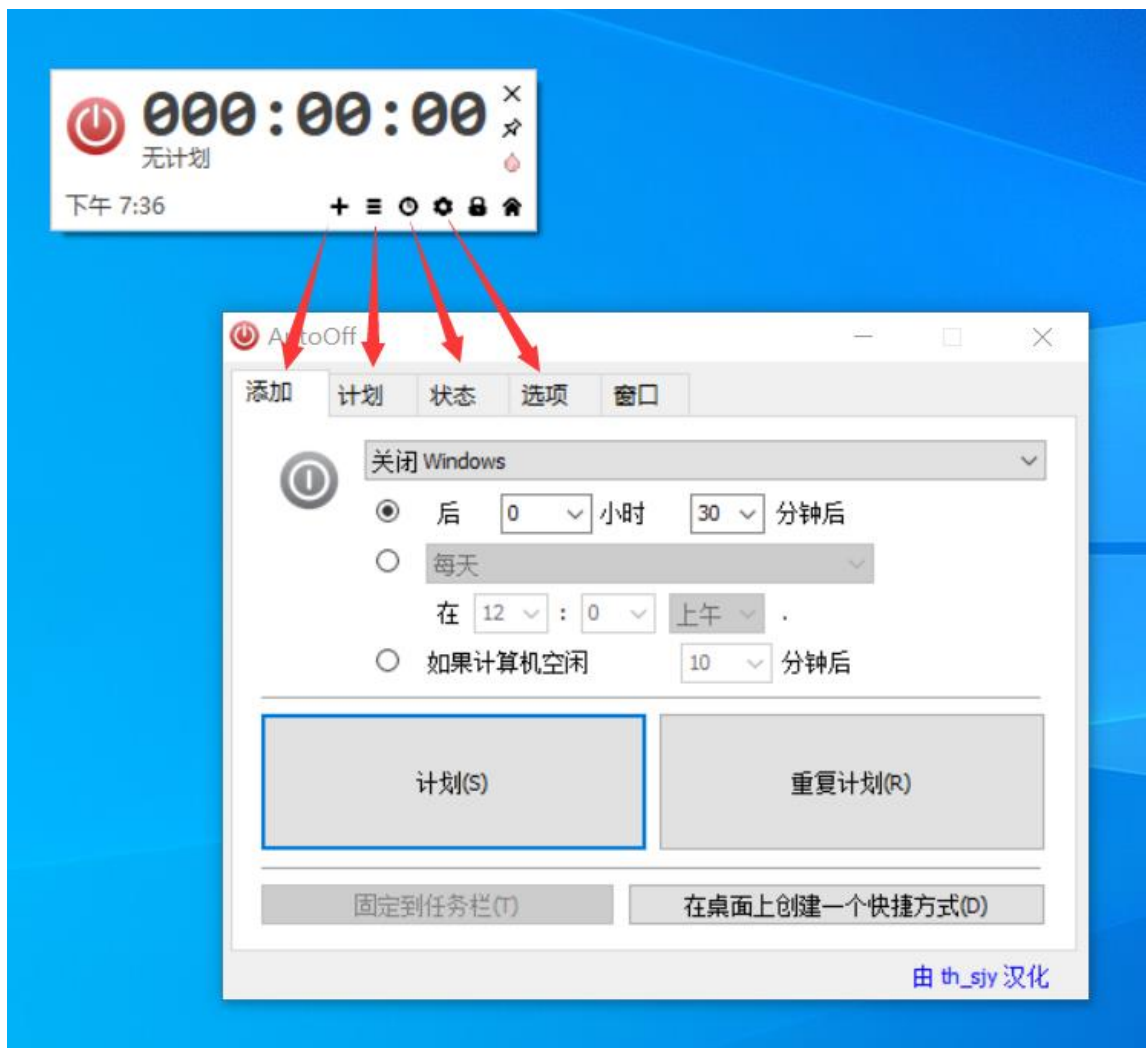 000:00:00
无计划
下午 7:36
AutoOff
添加 计划 状态 选项 窗口
关闭 Windows
后 0 小时 30 分钟后
每天
在 12 : 0 上午 .
如果计算机空闲 10 分钟后
计划(S) 重复计划(R)
固定到任务栏(T) 在桌面上创建一个快捷方式(D)
由 th_sjy 汉化